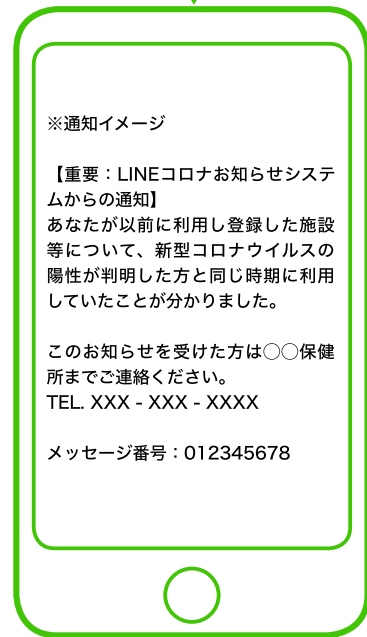 ※通知イメージ
【重要：LINEコロナお知らせシステ
ムからの通知】
あなたが以前に利用し登録した施設
等について、新型コロナウイルスの
陽性が判明した方と同じ時期に利用
していたことが分かりました。
このお知らせを受けた方は◯◯保健
所までご連絡ください。
TEL. XXX - XXX - XXXX
メッセージ番号：012345678